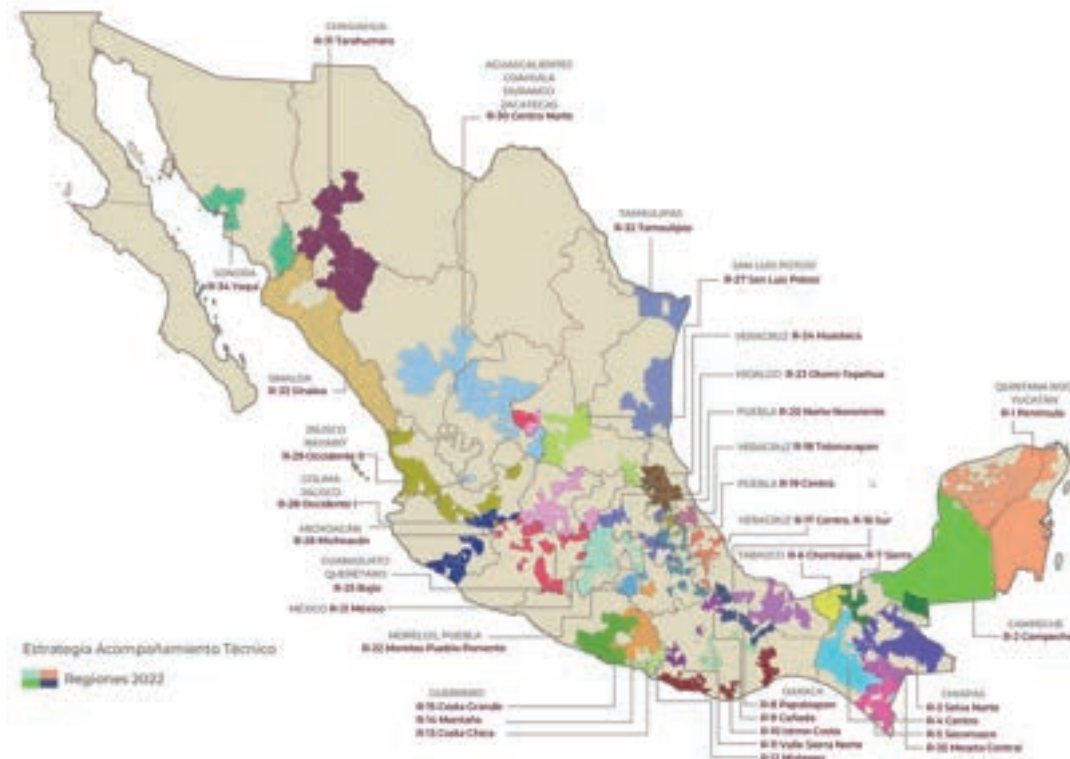 CHIHUAHUA
R-31 Tarahumara
AGUASCALIENTES
COAHUILA
DURANGO
ZACATECAS
R-30 Centro Norte
TAMAULIPAS
R-32 Tamaulipas
SAN LUIS POTOSÍ
R-27 San Luis Potosí
SONORA
R-34 Yaqui
VERACRUZ R-24 Huasteca
HIDALGO R-23 Otomí-Tepehua
SINALOA
R-33 Sinaloa
PUEBLA R-20 Norte Nororiente
QUINTANA ROO
YUCATÁN
R-1 Península
JALISCO
NAYARIT
R-29 Occidente II
VERACRUZ R-18 Totonacapan
COLIMA
JALISCO
R-28 Occidente I
PUEBLA R-19 Centro
MICHOACÁN
R-26 Michoacán
VERACRUZ R-17 Centro, R-16 Sur
GUANAJUATO
QUERÉTARO
R-25 Bajío
TABASCO R-6 Chontalapa, R-7 Sierra
MÉXICO R-21 México
CAMPECHE
R-2 Campeche
MORELOS, PUEBLA
R-22 Morelos Puebla Poniente
Estrategia Acompañamiento Técnico
Regiones 2022
GUERRERO
R-15 Costa Grande
R-14 Montaña
R-13 Costa Chica
OAXACA
R-8 Papaloapan
R-9 Cañada
R-10 Istmo Costa
R-11 Valle Sierra Norte
R-12 Mixteca
CHIAPAS
R-3 Selva Norte
R-4 Centro
R-5 Soconusco
R-35 Meseta Central